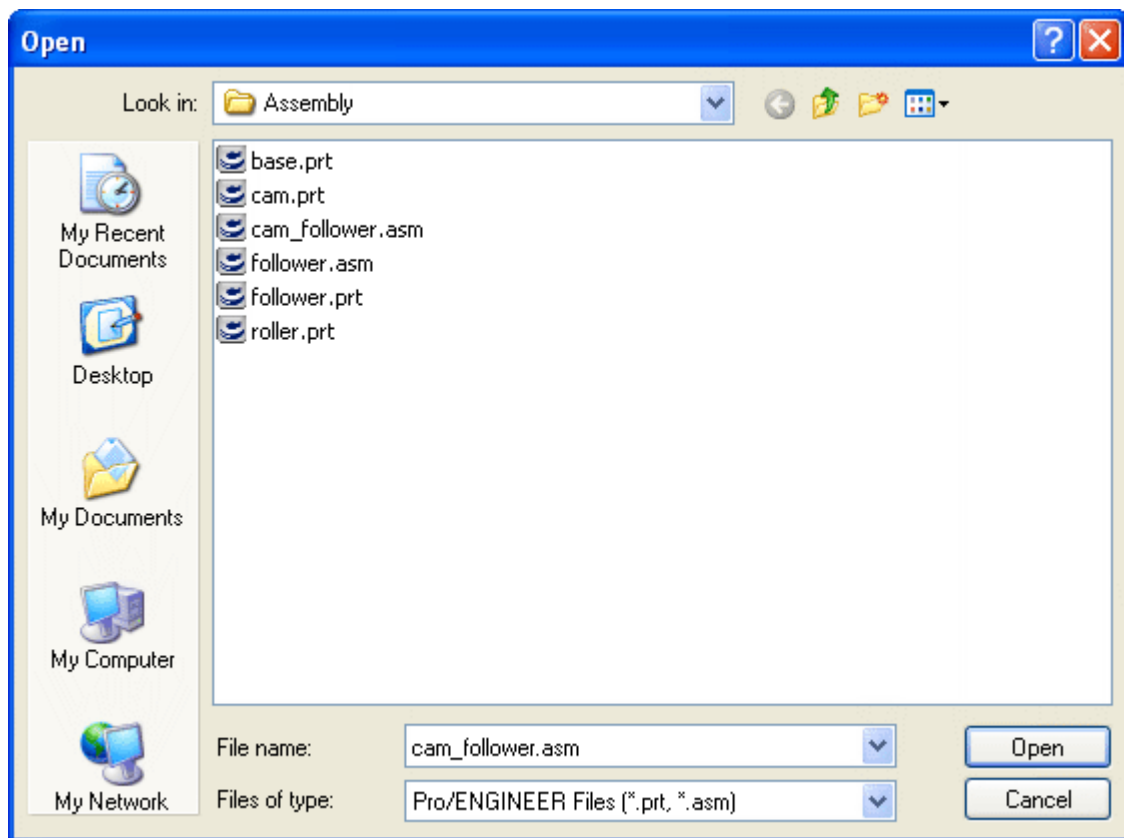 Open
Look in: Assembly
My Recent
Documents
Desktop
My Documents
My Computer
My Network
base.prt
cam.prt
cam_follower.asm
follower.asm
follower.prt
roller.prt
File name: cam_follower.asm Open
Files of type: Pro/ENGINEER Files (*.prt, *.asm) Cancel